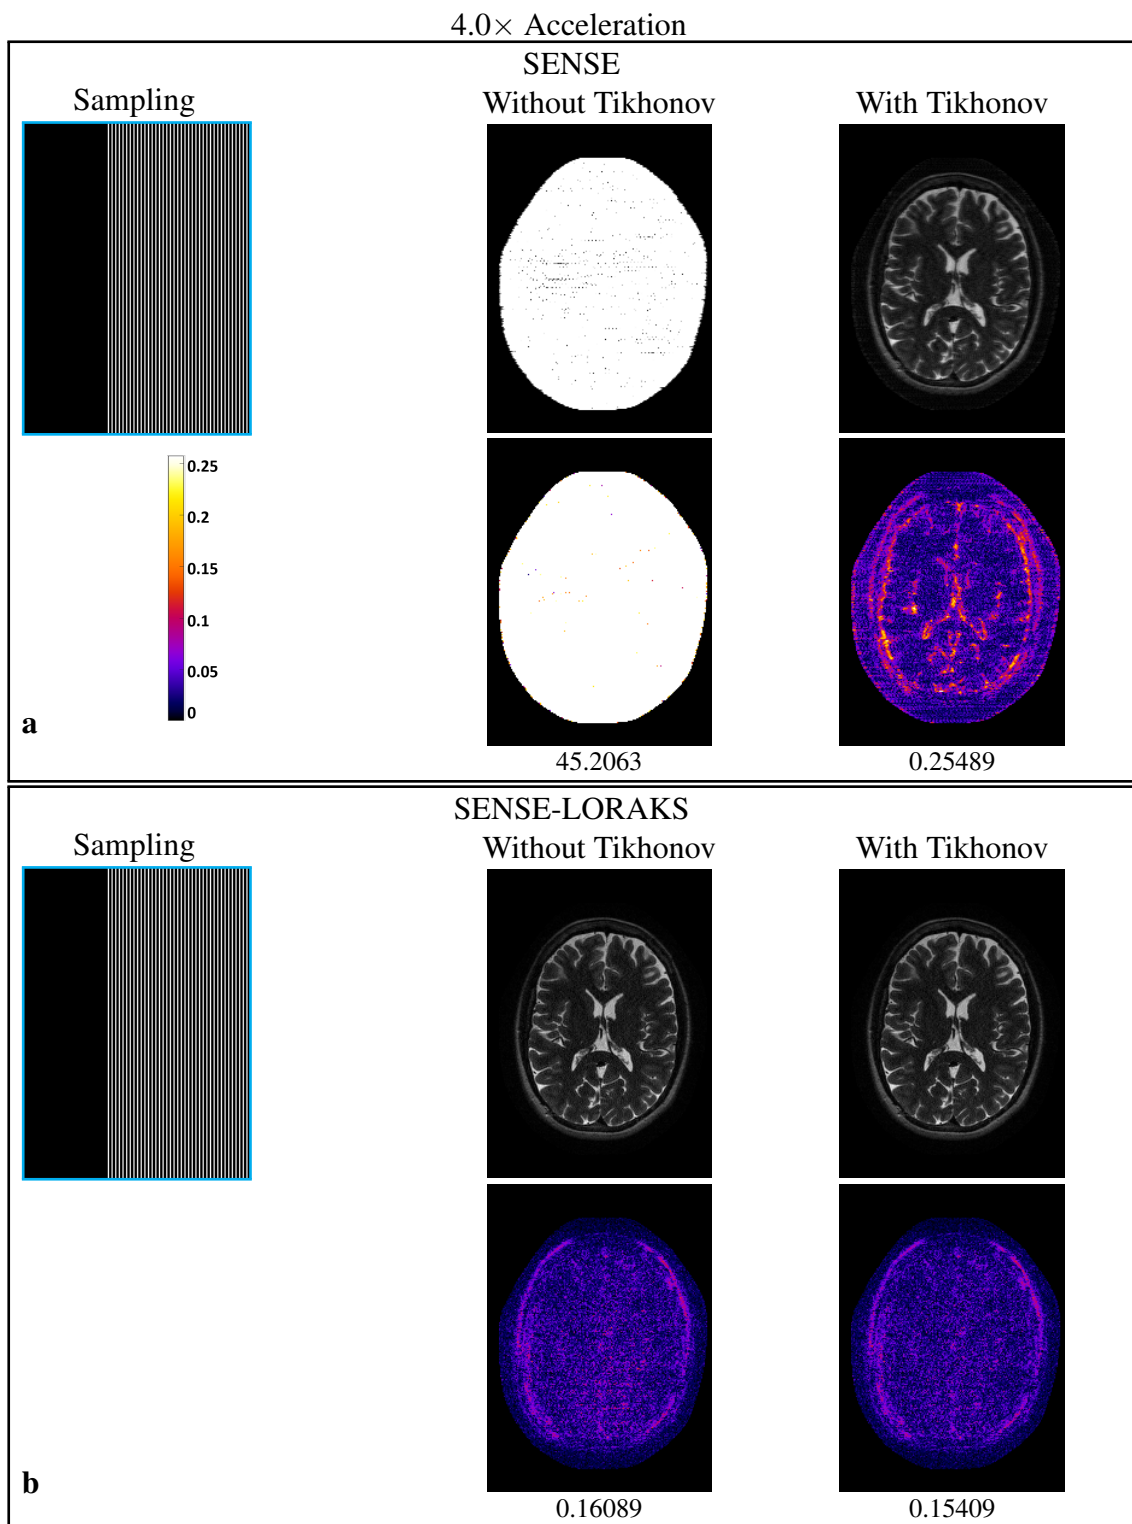 4.0× Acceleration
SENSE
Sampling
Without Tikhonov
With Tikhonov
0.25
0.2
0.15
0.1
0.05
0
a
45.2063
0.25489
SENSE-LORAKS
Sampling
Without Tikhonov
With Tikhonov
b
0.16089
0.15409